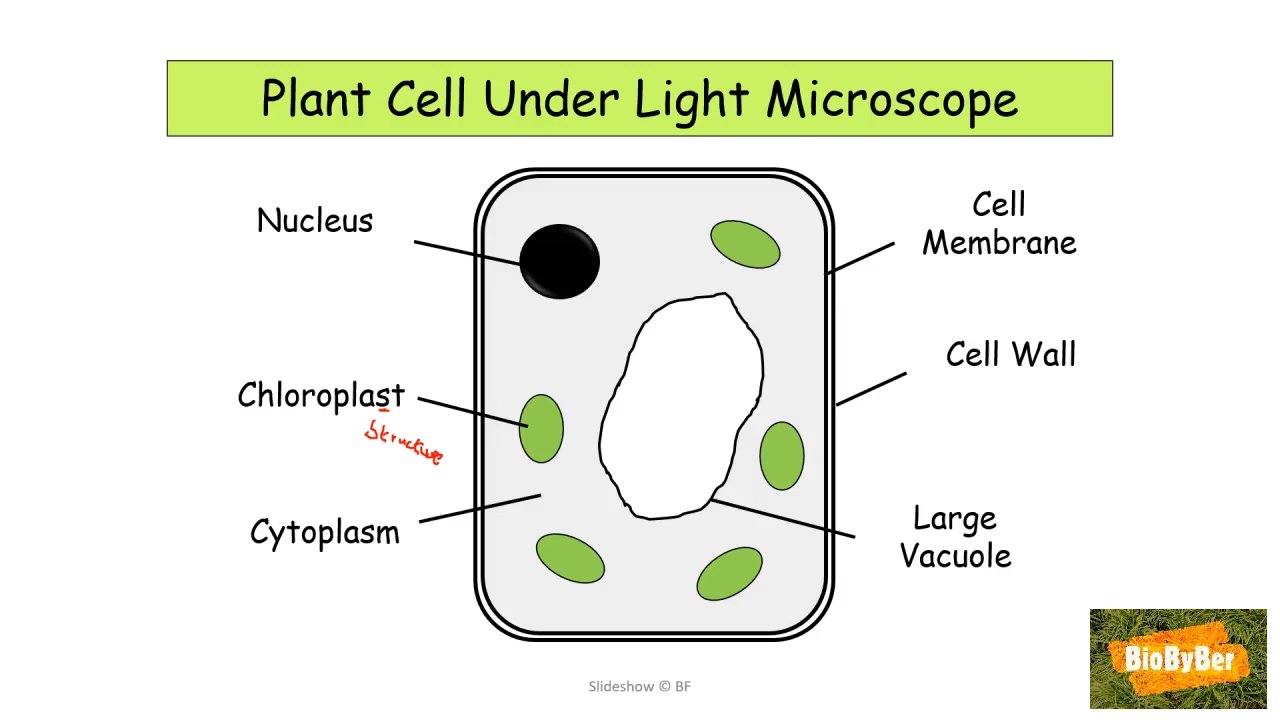 Plant Cell Under Light Microscope
Nucleus
Cell
Membrane
Cell Wall
Chloroplast
Structure
Cytoplasm
Large
Vacuole
BioByBer
Slideshow © BF